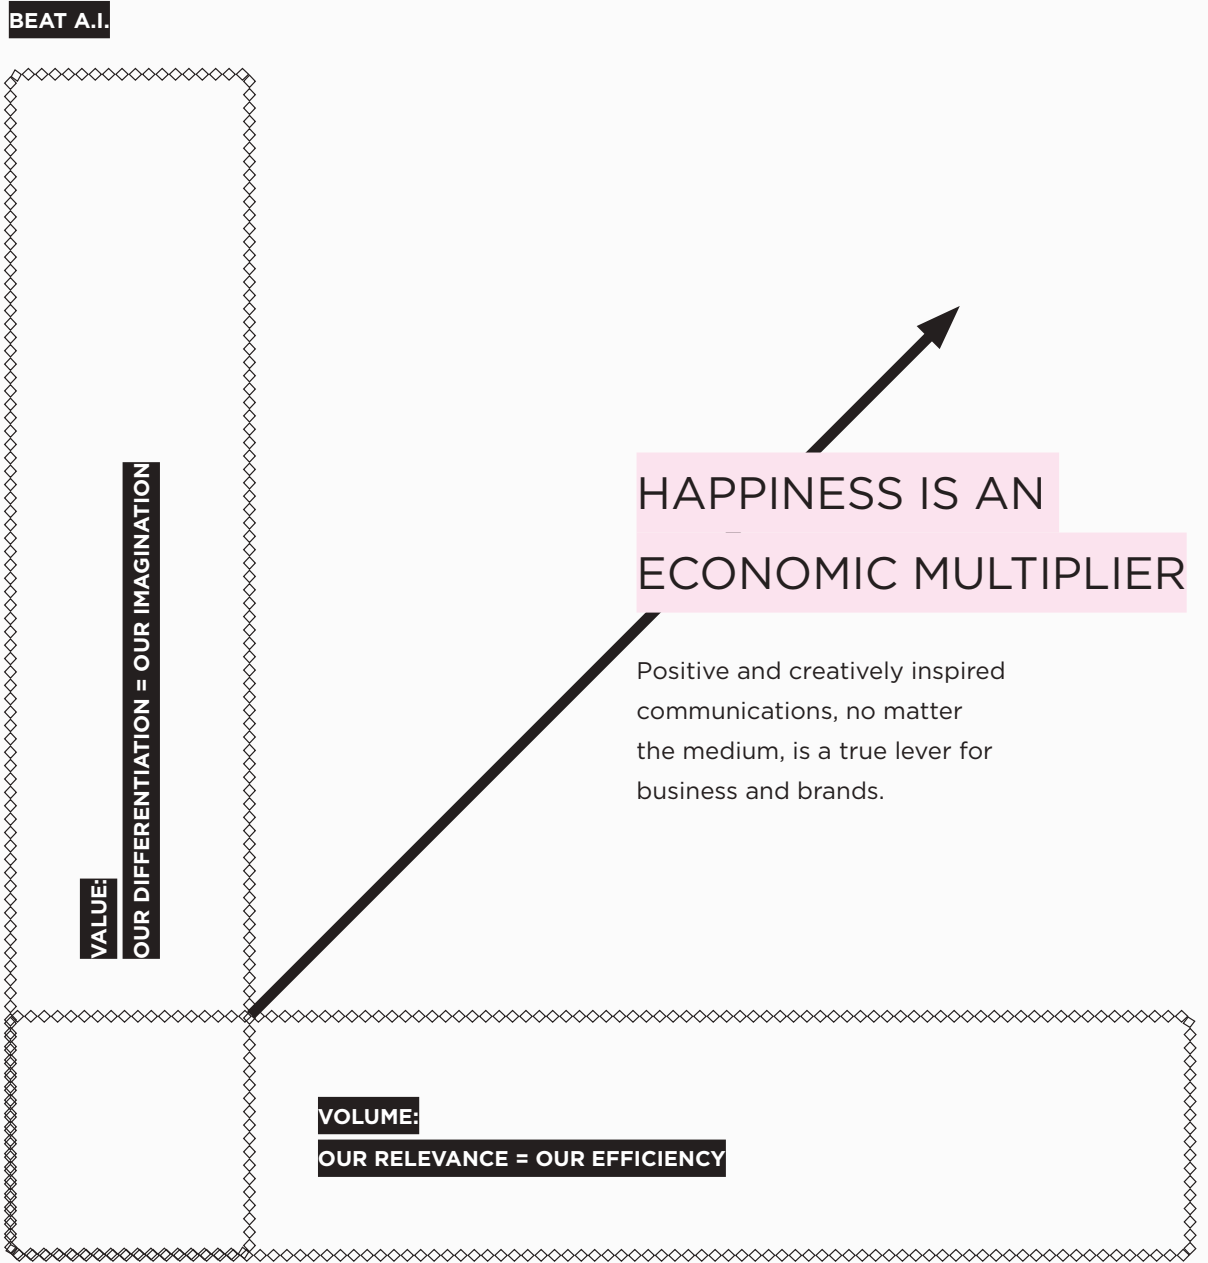 BEAT A.I.
VALUE:
OUR DIFFERENTIATION = OUR IMAGINATION
HAPPINESS IS AN
ECONOMIC MULTIPLIER
Positive and creatively inspired
communications, no matter
the medium, is a true lever for
business and brands.
VOLUME:
OUR RELEVANCE = OUR EFFICIENCY